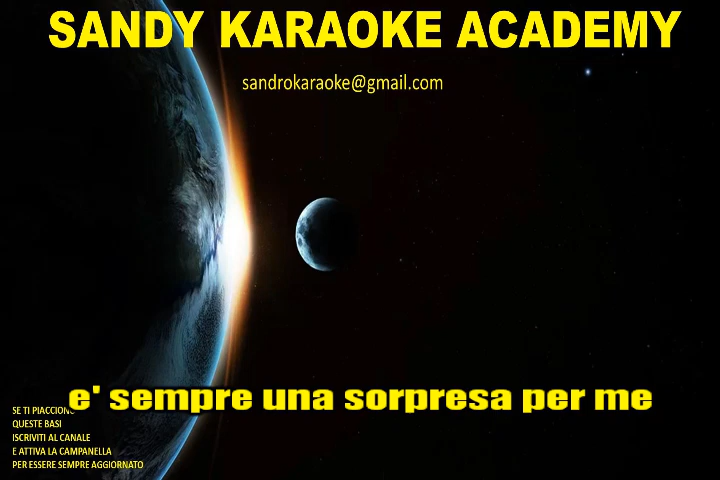 SANDY KARAOKE ACADEMY
sandrokaraoke@gmail.com
e' sempre una sorpresa per me
SE TI PIACCIONO
QUESTE BASI
ISCRIVITI AL CANALE
E ATTIVA LA CAMPANELLA
PER ESSERE SEMPRE AGGIORNATO